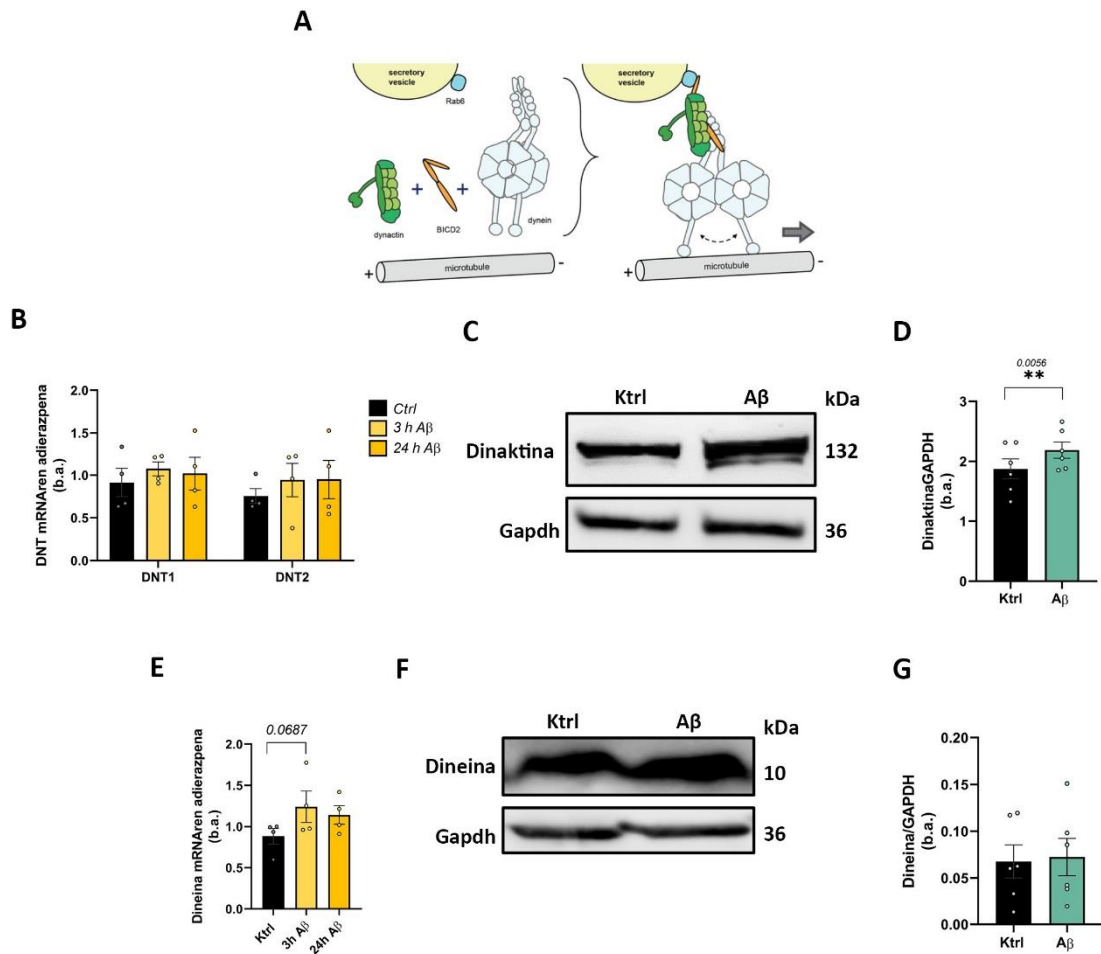 A
secretory
vesicle
Rab6
dynactin
+
BICD2
+
dynein
+
microtubule
-
secretory
vesicle
+
microtubule
-
B
DNT mRNAren adierazpena
(b.a.)
2.0
1.5
1.0
0.5
0.0
DNT1
DNT2
Ctrl
3 h Aβ
24 h Aβ
C
Ktrl
Aβ
kDa
Dinaktina
132
Gapdh
36
D
0.0056
**
DinaktinaGAPDH
(b.a.)
3
2
1
0
Ktrl
Aβ
E
0.0687
Dineina mRNAren adierazpena
(b.a.)
2.0
1.5
1.0
0.5
0.0
Ktrl
3h Aβ
24h Aβ
F
Ktrl
Aβ
kDa
Dineina
10
Gapdh
36
G
Dineina/GAPDH
(b.a.)
0.20
0.15
0.10
0.05
0.00
Ktrl
Aβ